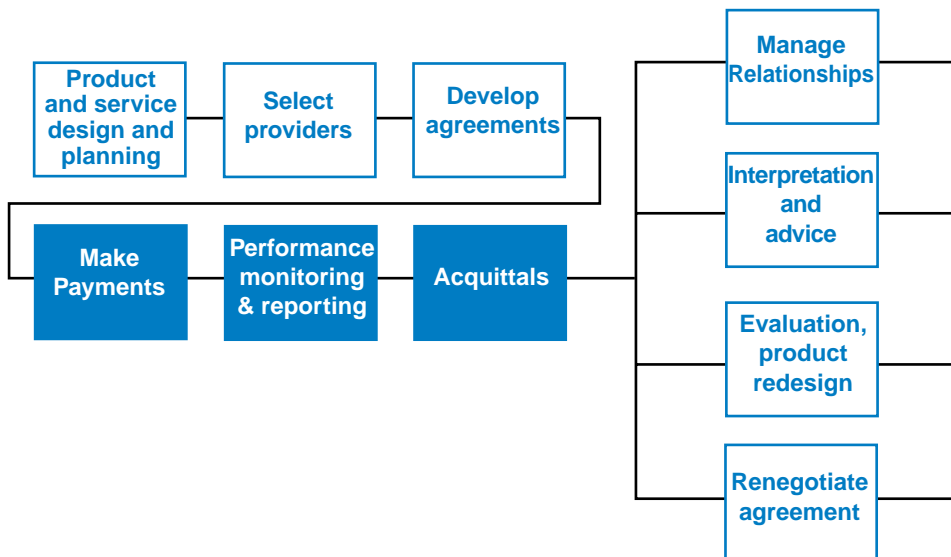 Product
and service
design and
planning
Select
providers
Develop
agreements
Make
Payments
Performance
monitoring
& reporting
Acquittals
Manage
Relationships
Interpretation
and
advice
Evaluation,
product
redesign
Renegotiate
agreement